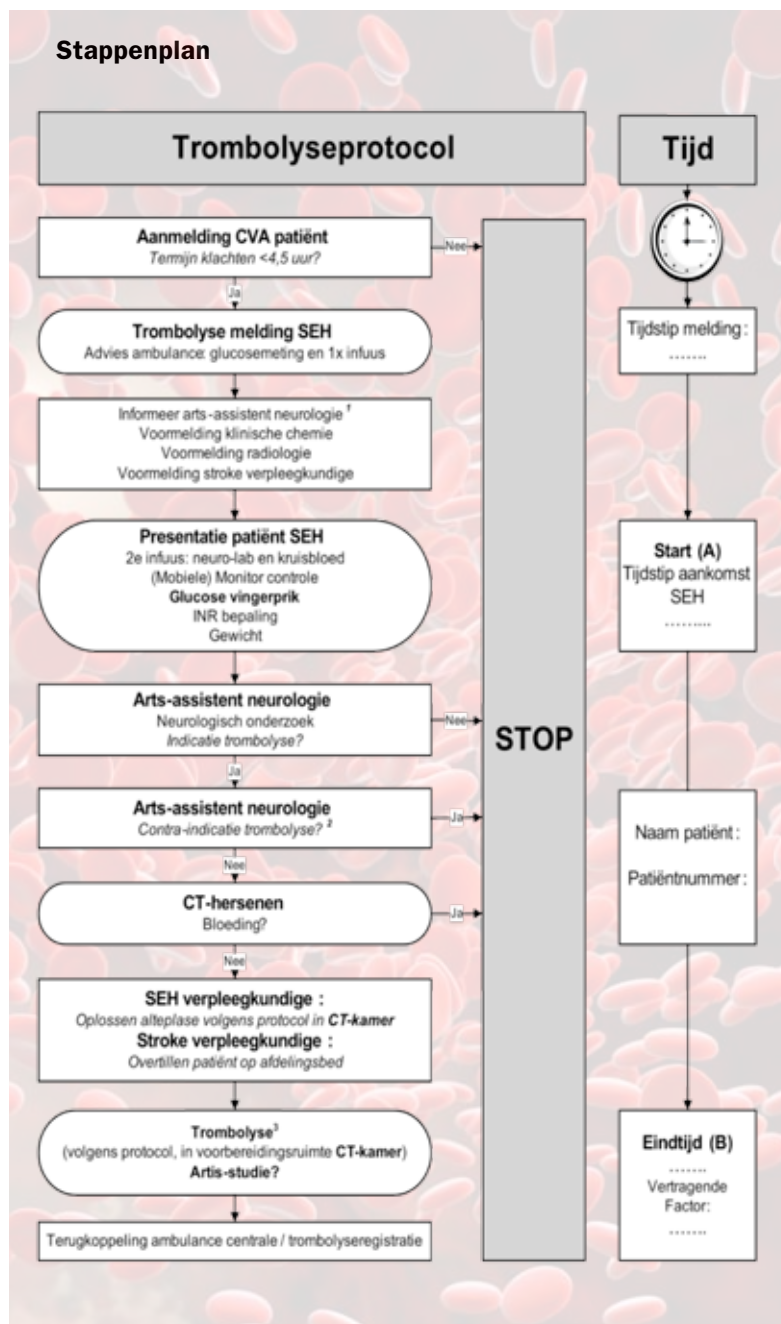 Stappenplan
Trombolyseprotocol
Aanmelding CVA patiënt
Termijn klachten <4,5 uur?
Nee
Ja
Trombolyse melding SEH
Advies ambulance: glucosemeting en 1x infuus
Informeer arts-assistent neurologie 1
Voormelding klinische chemie
Voormelding radiologie
Voormelding stroke verpleegkundige
Presentatie patiënt SEH
2e infuus: neuro-lab en kruisbloed
(Mobiele) Monitor controle
Glucose vingerprik
INR bepaling
Gewicht
Arts-assistent neurologie
Neurologisch onderzoek
Indicatie trombolyse?
Nee
Ja
Arts-assistent neurologie
Contra-indicatie trombolyse? 2
Ja
Nee
CT-hersenen
Bloeding?
Ja
Nee
SEH verpleegkundige :
Oplossen alteplase volgens protocol in CT-kamer
Stroke verpleegkundige :
Overtillen patiënt op afdelingsbed
Trombolyse3
(volgens protocol, in voorbereidingsruimte CT-kamer)
Artis-studie?
Terugkoppeling ambulance centrale / trombolyseregistratie
STOP
Tijd
Tijdstip melding :
.......
Start (A)
Tijdstip aankomst
SEH
.........
Naam patiënt :
Patiëntnummer :
Eindtijd (B)
.......
Vertragende
Factor:
.......